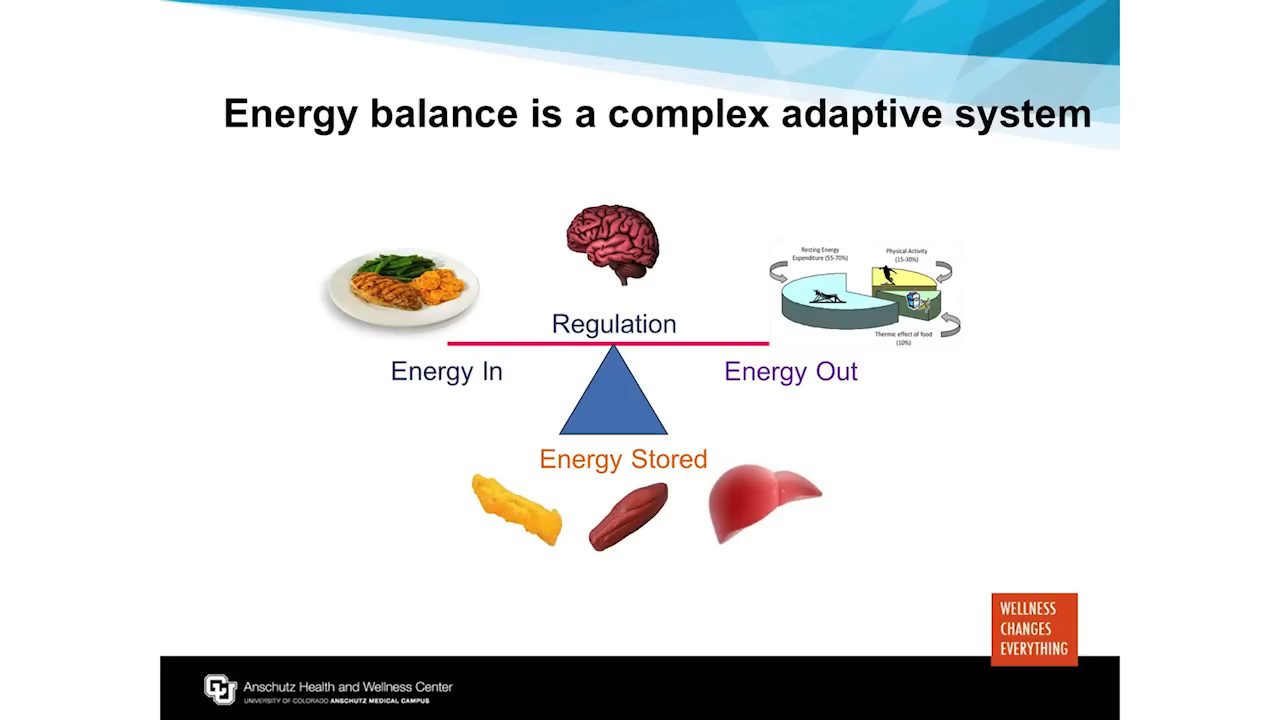 Energy balance is a complex adaptive system
Resting Energy
Expenditure (55-70%)
Physical Activity
(15-30%)
Thermic effect of food
(10%)
Regulation
Energy In
Energy Out
Energy Stored
WELLNESS
CHANGES
EVERYTHING
CU
Anschutz Health and Wellness Center
UNIVERSITY OF COLORADO ANSCHUTZ MEDICAL CAMPUS